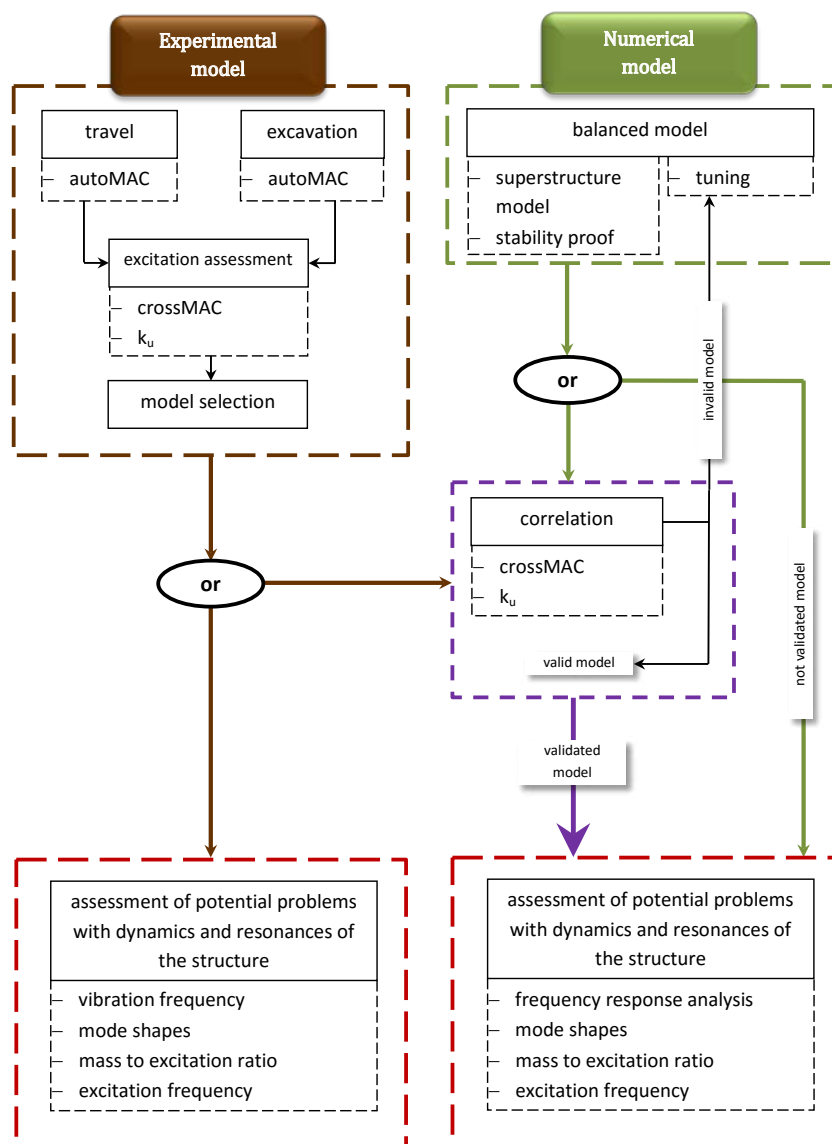 Experimental
model
travel
excavation
– autoMAC
– autoMAC
excitation assessment
– crossMAC
– kᵤ
model selection
or
Numerical
model
balanced model
– superstructure
model
– stability proof
– tuning
or
invalid model
correlation
– crossMAC
– kᵤ
valid model
not validated model
validated
model
assessment of potential problems
with dynamics and resonances of
the structure
– vibration frequency
– mode shapes
– mass to excitation ratio
– excitation frequency
assessment of potential problems
with dynamics and resonances of
the structure
– frequency response analysis
– mode shapes
– mass to excitation ratio
– excitation frequency